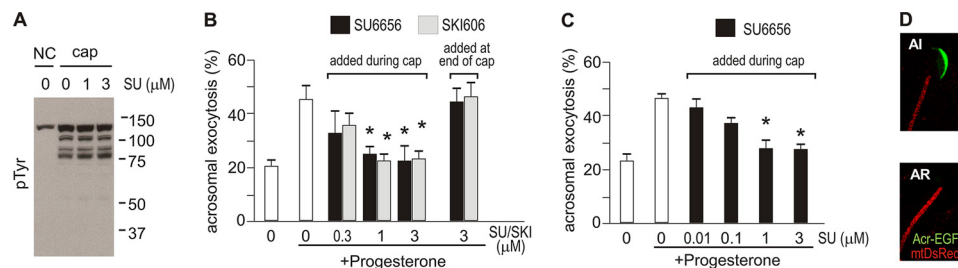 A
NC cap
0 0 1 3 SU (μM)
pTyr
150
100
75
50
37
B
SU6656 SKI606
added during cap
added at
end of cap
acrosomal exocytosis (%)
60
40
20
0
* * * *
0 0 0.3 1 3 3 SU/SKI
(μM)
+Progesterone
C
SU6656
added during cap
acrosomal exocytosis (%)
60
40
20
0
* *
0 0 0.01 0.1 1 3 SU (μM)
+Progesterone
D
AI
AR
Acr-EGF
mtDsRed